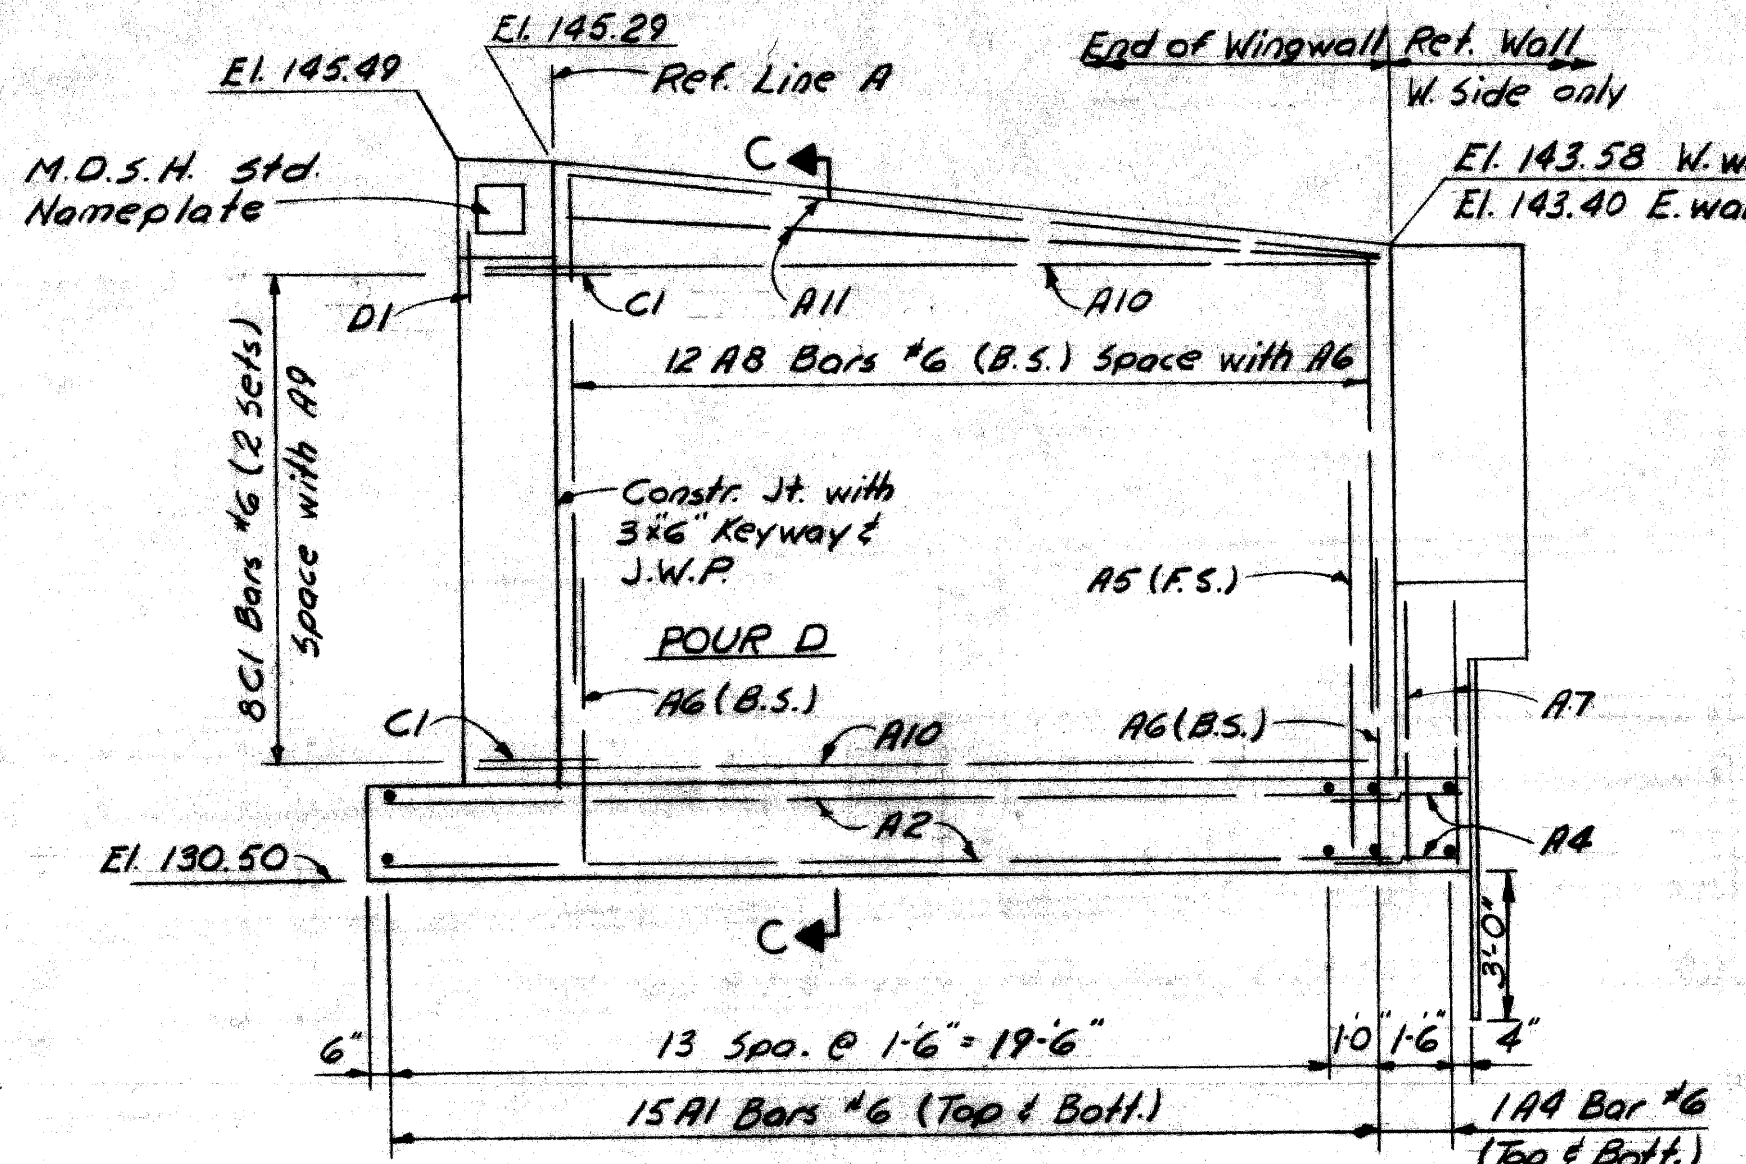 El. 145.29
El. 145.49
Ref. Line A
End of Wingwall
Ret. Wall
W. Side only
M.D.S.H. Std.
Nameplate
C
El. 143.58 W. w
El. 143.40 E. wa
D1
C1
A11
A10
12 A8 Bars #6 (B.S.) Space with A6
8C1 Bars #6 (2 Sets)
Space with A9
Constr. Jt. with
3"x6" Keyway &
J.W.P.
A5 (F.S.)
POUR D
A6 (B.S.)
A7
C1
A10
A6 (B.S.)
A2
A4
El. 130.50
C
3'-0"
6"
13 Spa. @ 1'-6" = 19'-6"
1'-0"
1'-6"
4"
15 A1 Bars #6 (Top & Bott.)
1 A4 Bar #6
(Top & Bott.)